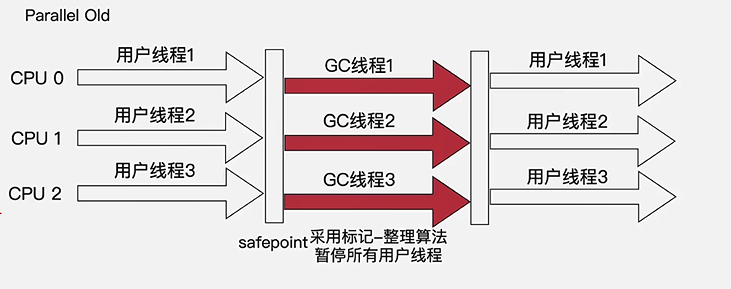 Parallel Old
用户线程1
GC线程1
用户线程1
CPU 0
用户线程2
GC线程2
用户线程2
CPU 1
用户线程3
GC线程3
用户线程3
CPU 2
safepoint
采用标记-整理算法
暂停所有用户线程